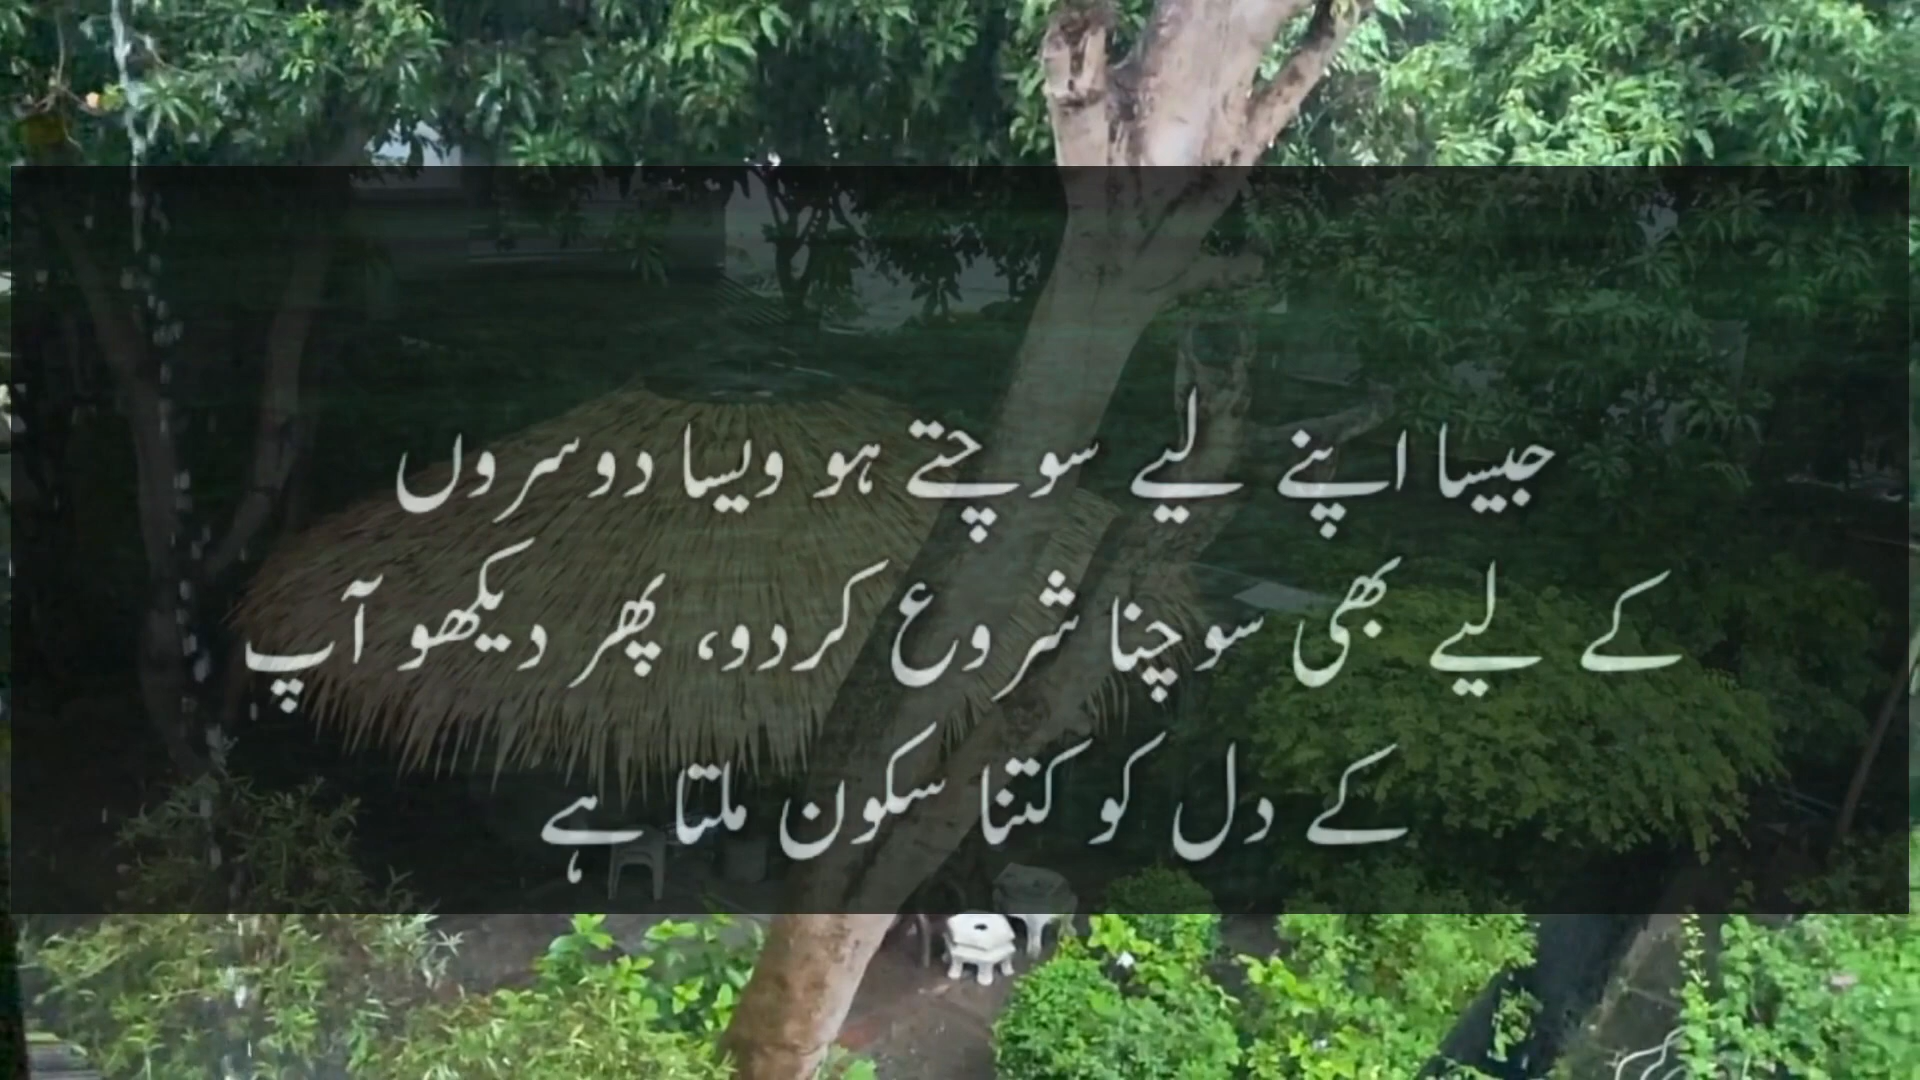 جیسا اپنے لیے سوچتے ہو ویسا دوسروں
کے لیے بھی سوچنا شروع کردو، پھر دیکھو آپ
کے دل کو کتنا سکون ملتا ہے